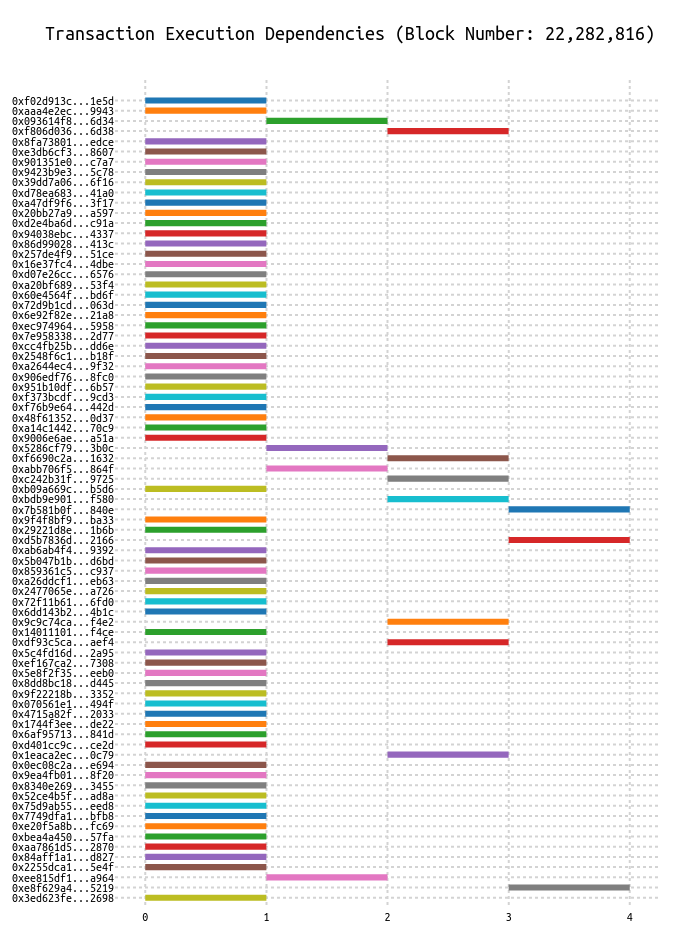 Transaction Execution Dependencies (Block Number: 22,282,816)
0xf02d913c...1e5d
0xaaa4e2ec...9943
0x093614f8...6d34
0xf806d036...6d38
0x8fa73801...edce
0xe3db6cf3...8607
0x901351e0...c7a7
0x9423b9e3...5c78
0x39dd7a06...6f16
0xd78ea683...41a0
0xa47df9f6...3f17
0x20bb27a9...a597
0xd2e4ba6d...c91a
0x94038ebc...4337
0x86d99028...413c
0x257de4f9...51ce
0x16e37fc4...4dbe
0xd07e26cc...6576
0xa20bf689...53f4
0x60e4564f...bd6f
0x72d9b1cd...063d
0x6e92f82e...21a8
0xec974964...5958
0x7e958338...2d77
0xcc4fb25b...dd6e
0x2548f6c1...b18f
0xa2644ec4...9f32
0x906edf76...8fc0
0x951b10df...6b57
0xf373bcdf...9cd3
0xf76b9e64...442d
0x48f61352...0d37
0xa14c1442...70c9
0x9006e6ae...a51a
0x5286cf79...3b0c
0xf6690c2a...1632
0xabb706f5...864f
0xc242b31f...9725
0xb09a669c...b5d6
0xbdb9e901...f580
0x7b581b0f...840e
0x9f4f8bf9...ba33
0x29221d8e...1b6b
0xd5b7836d...2166
0xab6ab4f4...9392
0x5b047b1b...d6bd
0x859361c5...c937
0xa26ddcf1...eb63
0x2477065e...a726
0x72f11b61...6fd0
0x6dd143b2...4b1c
0x9c9c74ca...f4e2
0x14011101...f4ce
0xdf93c5ca...aef4
0x5c4fd16d...2a95
0xef167ca2...7308
0x5e8f2f35...eeb0
0x8dd8bc18...d445
0x9f22218b...3352
0x070561e1...494f
0x4715a82f...2033
0x1744f3ee...de22
0x6af95713...841d
0xd401cc9c...ce2d
0x1eaca2ec...0c79
0x0ec08c2a...e694
0x9ea4fb01...8f20
0x8340e269...3455
0x52ce4b5f...ad8a
0x75d9ab55...eed8
0x7749dfa1...bfb8
0xe20f5a8b...fc69
0xbea4a450...57fa
0xaa7861d5...2870
0x84aff1a1...d827
0x2255dca1...5e4f
0xee815df1...a964
0xe8f629a4...5219
0x3ed623fe...2698
0 1 2 3 4